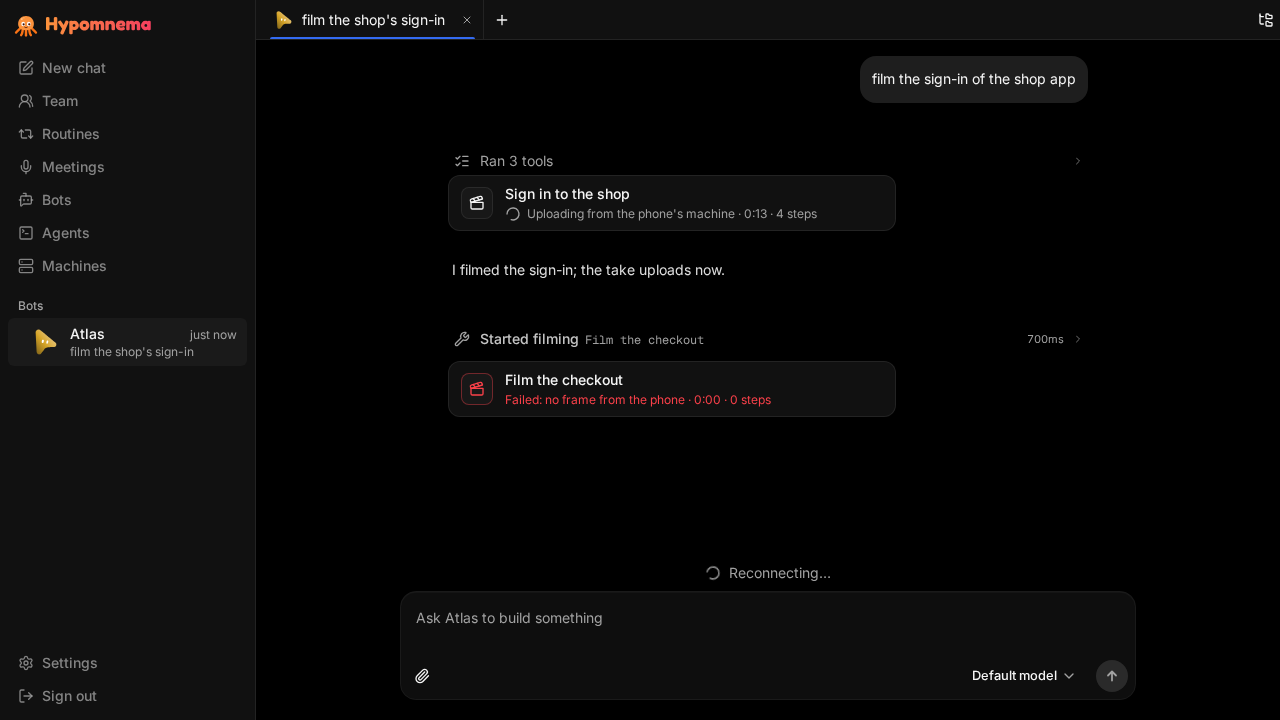 Hypomnema
film the shop's sign-in
New chat
Team
Routines
Meetings
Bots
Agents
Machines
Bots
Atlas
just now
film the shop's sign-in
Settings
Sign out
film the sign-in of the shop app
Ran 3 tools
Sign in to the shop
Uploading from the phone's machine · 0:13 · 4 steps
I filmed the sign-in; the take uploads now.
Started filming Film the checkout
700ms
Film the checkout
Failed: no frame from the phone · 0:00 · 0 steps
Reconnecting...
Ask Atlas to build something
Default model